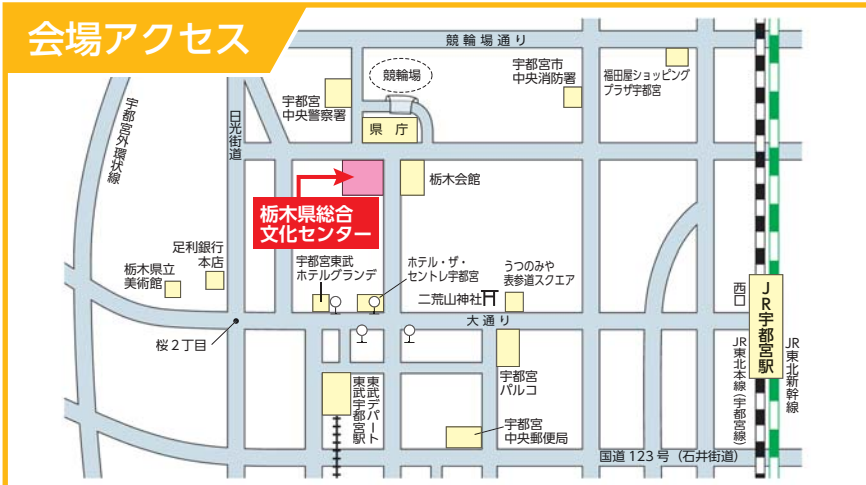 会場アクセス
競輪場通り
競輪場
宇都宮市
中央消防署
福田屋ショッピング
プラザ宇都宮
宇都宮
中央警察署
宇都宮外環状線
日光街道
県庁
栃木会館
栃木県総合
文化センター
足利銀行
本店
栃木県立
美術館
宇都宮東武
ホテルグランデ
ホテル・ザ・
セントレ宇都宮
うつのみや
表参道スクエア
二荒山神社
西口
JR宇都宮駅
大通り
桜2丁目
JR東北本線(宇都宮線)
JR東北新幹線
宇都宮
パルコ
東武デパート
東武宇都宮駅
宇都宮
中央郵便局
国道123号(石井街道)